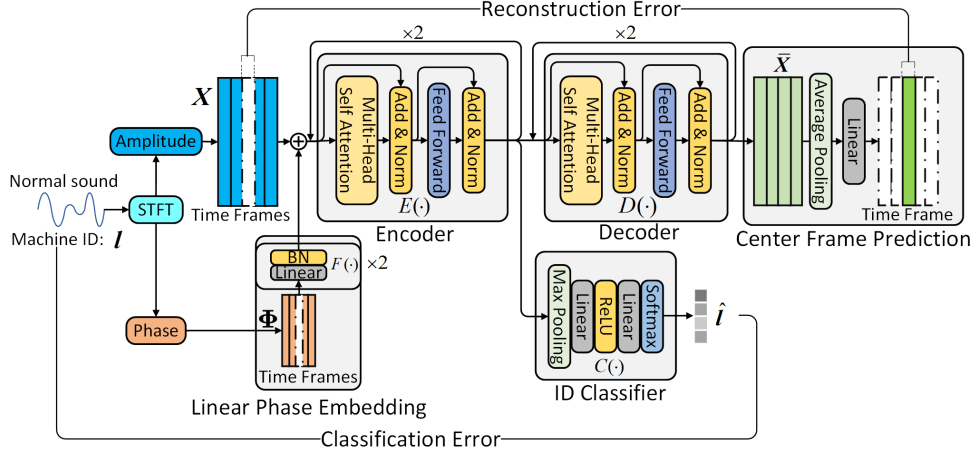 Reconstruction Error
×2
×2
X
X̄
Multi-Head
Self Attention
Add & Norm
Feed Forward
Add & Norm
Multi-Head
Self Attention
Add & Norm
Feed Forward
Add & Norm
Average Pooling
Linear
Amplitude
Normal sound
STFT
Time Frames
E(·)
D(·)
Time Frame
Machine ID: l
Encoder
Decoder
Center Frame Prediction
BN
Linear
F(·)
×2
Phase
Φ
Time Frames
Max Pooling
Linear
ReLU
Linear
Softmax
l̂
C(·)
Linear Phase Embedding
ID Classifier
Classification Error